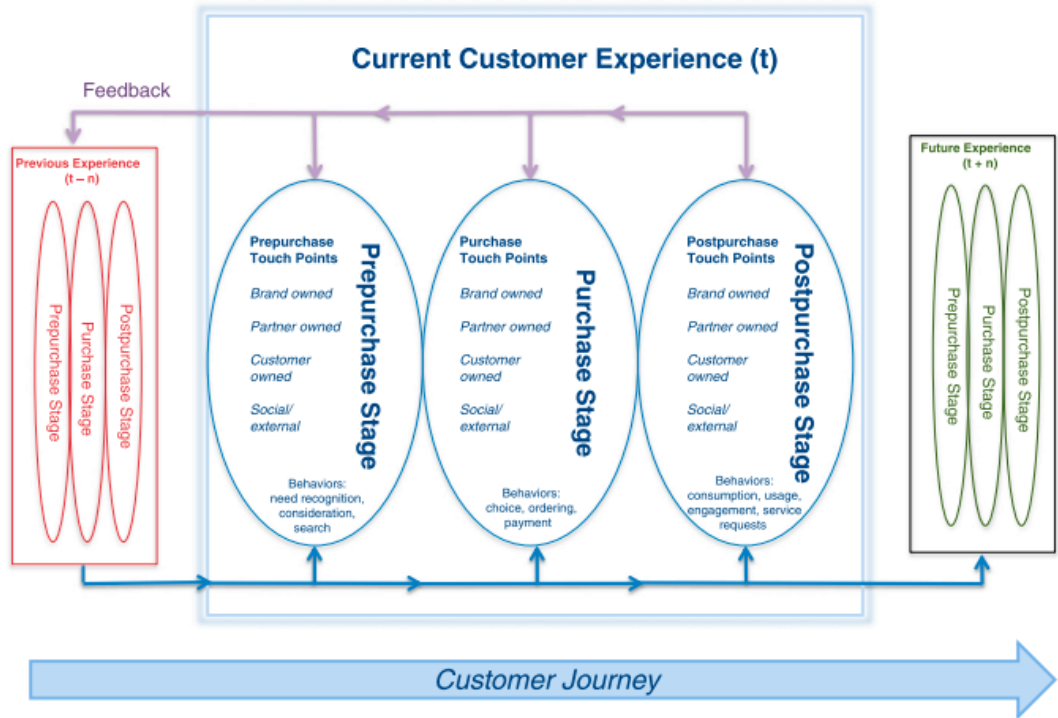 Current Customer Experience (t)
Feedback
Previous Experience
(t – n)
Prepurchase Stage
Purchase Stage
Postpurchase Stage
Prepurchase
Touch Points
Brand owned
Partner owned
Customer
owned
Social/
external
Prepurchase Stage
Behaviors:
need recognition,
consideration,
search
Purchase
Touch Points
Brand owned
Partner owned
Customer
owned
Social/
external
Purchase Stage
Behaviors:
choice, ordering,
payment
Postpurchase
Touch Points
Brand owned
Partner owned
Customer
owned
Social/
external
Postpurchase Stage
Behaviors:
consumption, usage,
engagement, service
requests
Future Experience
(t + n)
Prepurchase Stage
Purchase Stage
Postpurchase Stage
Customer Journey